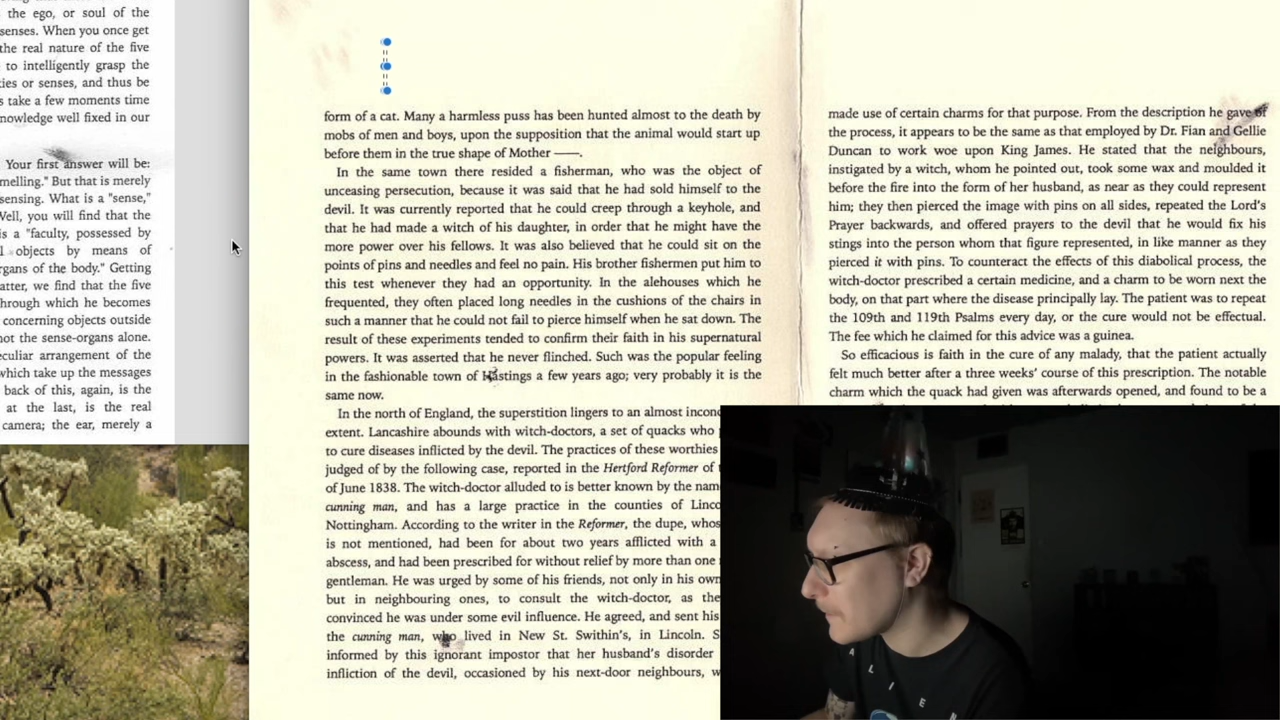 the ego, or soul of the
senses. When you once get
the real nature of the five
to intelligently grasp the
ties or senses, and thus be
s take a few moments time
nowledge well fixed in our
Your first answer will be:
melling." But that is merely
sensing. What is a "sense,"
Well, you will find that the
is a "faculty, possessed by
objects by means of
rgans of the body." Getting
atter, we find that the five
hrough which he becomes
concerning objects outside
not the sense-organs alone.
eculiar arrangement of the
which take up the messages
back of this, again, is the
at the last, is the real
camera; the ear, merely a
form of a cat. Many a harmless puss has been hunted almost to the death by
mobs of men and boys, upon the supposition that the animal would start up
before them in the true shape of Mother ——.
In the same town there resided a fisherman, who was the object of
unceasing persecution, because it was said that he had sold himself to the
devil. It was currently reported that he could creep through a keyhole, and
that he had made a witch of his daughter, in order that he might have the
more power over his fellows. It was also believed that he could sit on the
points of pins and needles and feel no pain. His brother fishermen put him to
this test whenever they had an opportunity. In the alehouses which he
frequented, they often placed long needles in the cushions of the chairs in
such a manner that he could not fail to pierce himself when he sat down. The
result of these experiments tended to confirm their faith in his supernatural
powers. It was asserted that he never flinched. Such was the popular feeling
in the fashionable town of Hastings a few years ago; very probably it is the
same now.
In the north of England, the superstition lingers to an almost incon
extent. Lancashire abounds with witch-doctors, a set of quacks who
to cure diseases inflicted by the devil. The practices of these worthies
judged of by the following case, reported in the Hertford Reformer of
of June 1838. The witch-doctor alluded to is better known by the nam
cunning man, and has a large practice in the counties of Linco
Nottingham. According to the writer in the Reformer, the dupe, whos
is not mentioned, had been for about two years afflicted with a
abscess, and had been prescribed for without relief by more than one
gentleman. He was urged by some of his friends, not only in his own
but in neighbouring ones, to consult the witch-doctor, as the
convinced he was under some evil influence. He agreed, and sent his
the cunning man, who lived in New St. Swithin's, in Lincoln. S
informed by this ignorant impostor that her husband's disorder
infliction of the devil, occasioned by his next-door neighbours, w
made use of certain charms for that purpose. From the description he gave of
the process, it appears to be the same as that employed by Dr. Fian and Gellie
Duncan to work woe upon King James. He stated that the neighbours,
instigated by a witch, whom he pointed out, took some wax and moulded it
before the fire into the form of her husband, as near as they could represent
him; they then pierced the image with pins on all sides, repeated the Lord's
Prayer backwards, and offered prayers to the devil that he would fix his
stings into the person whom that figure represented, in like manner as they
pierced it with pins. To counteract the effects of this diabolical process, the
witch-doctor prescribed a certain medicine, and a charm to be worn next the
body, on that part where the disease principally lay. The patient was to repeat
the 109th and 119th Psalms every day, or the cure would not be effectual.
The fee which he claimed for this advice was a guinea.
So efficacious is faith in the cure of any malady, that the patient actually
felt much better after a three weeks' course of this prescription. The notable
charm which the quack had given was afterwards opened, and found to be a
ALIEN